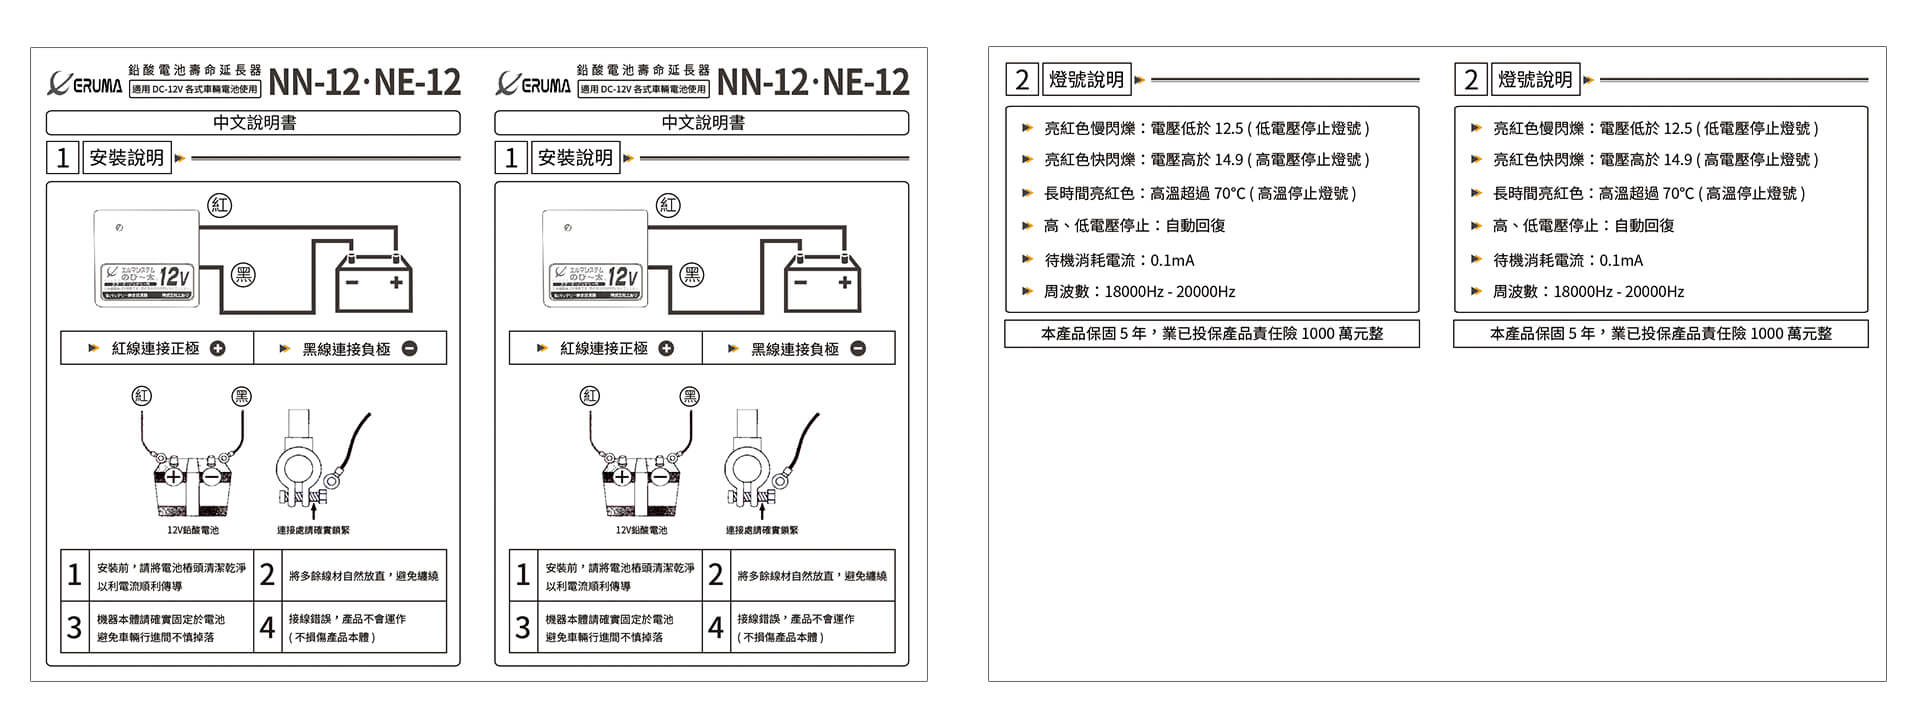 ERUMA
鉛酸電池壽命延長器
適用 DC-12V 各式車輛電池使用
NN-12·NE-12
中文說明書
1 安裝說明
紅
黑
の
エルマシステム
のび～太
12V
紅線連接正極
黑線連接負極
紅
黑
12V鉛酸電池
連接處請確實鎖緊
1 安裝前，請將電池樁頭清潔乾淨
以利電流順利傳導
2 將多餘線材自然放直，避免纏繞
3 機器本體請確實固定於電池
避免車輛行進間不慎掉落
4 接線錯誤，產品不會運作
(不損傷產品本體)
ERUMA
鉛酸電池壽命延長器
適用 DC-12V 各式車輛電池使用
NN-12·NE-12
中文說明書
1 安裝說明
紅
黑
の
エルマシステム
のび～太
12V
紅線連接正極
黑線連接負極
紅
黑
12V鉛酸電池
連接處請確實鎖緊
1 安裝前，請將電池樁頭清潔乾淨
以利電流順利傳導
2 將多餘線材自然放直，避免纏繞
3 機器本體請確實固定於電池
避免車輛行進間不慎掉落
4 接線錯誤，產品不會運作
(不損傷產品本體)
2 燈號說明
亮紅色慢閃爍：電壓低於 12.5 (低電壓停止燈號)
亮紅色快閃爍：電壓高於 14.9 (高電壓停止燈號)
長時間亮紅色：高溫超過 70°C (高溫停止燈號)
高、低電壓停止：自動回復
待機消耗電流：0.1mA
周波數：18000Hz - 20000Hz
本產品保固 5 年，業已投保產品責任險 1000 萬元整
2 燈號說明
亮紅色慢閃爍：電壓低於 12.5 (低電壓停止燈號)
亮紅色快閃爍：電壓高於 14.9 (高電壓停止燈號)
長時間亮紅色：高溫超過 70°C (高溫停止燈號)
高、低電壓停止：自動回復
待機消耗電流：0.1mA
周波數：18000Hz - 20000Hz
本產品保固 5 年，業已投保產品責任險 1000 萬元整